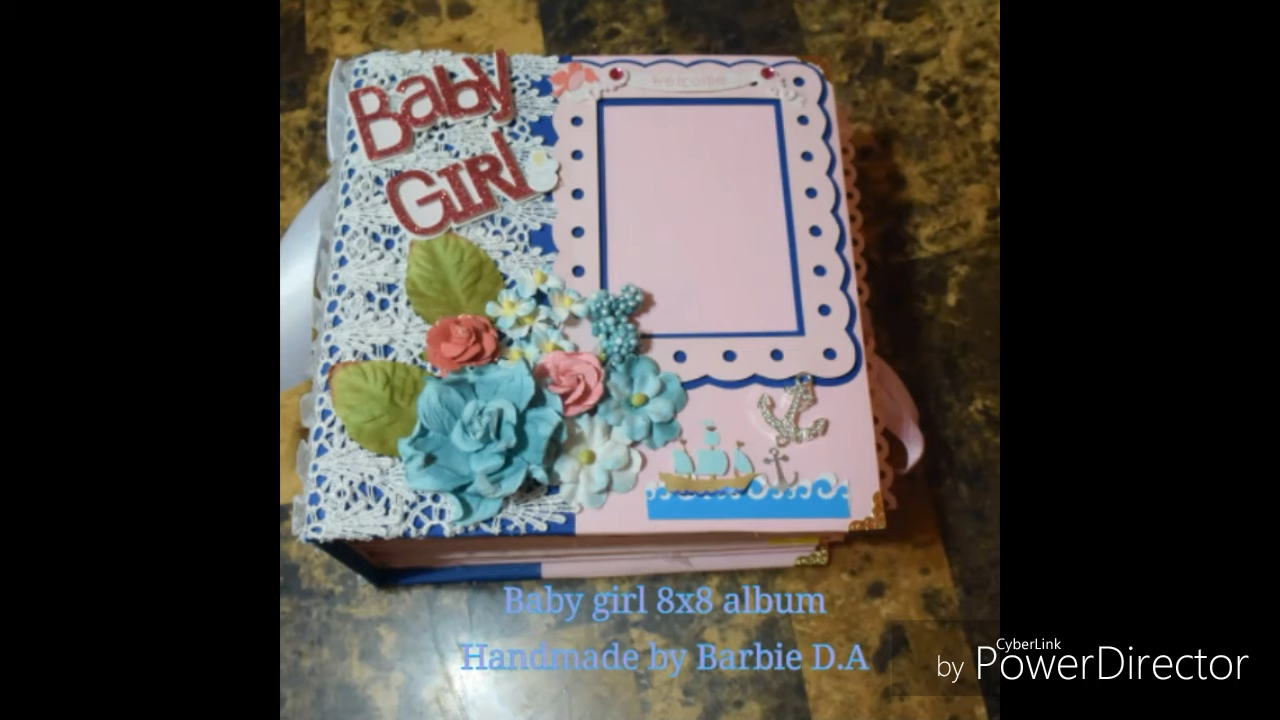 Baby
GIRL
welcome
Baby girl 8x8 album
Handmade by Barbie D.A
CyberLink
by PowerDirector